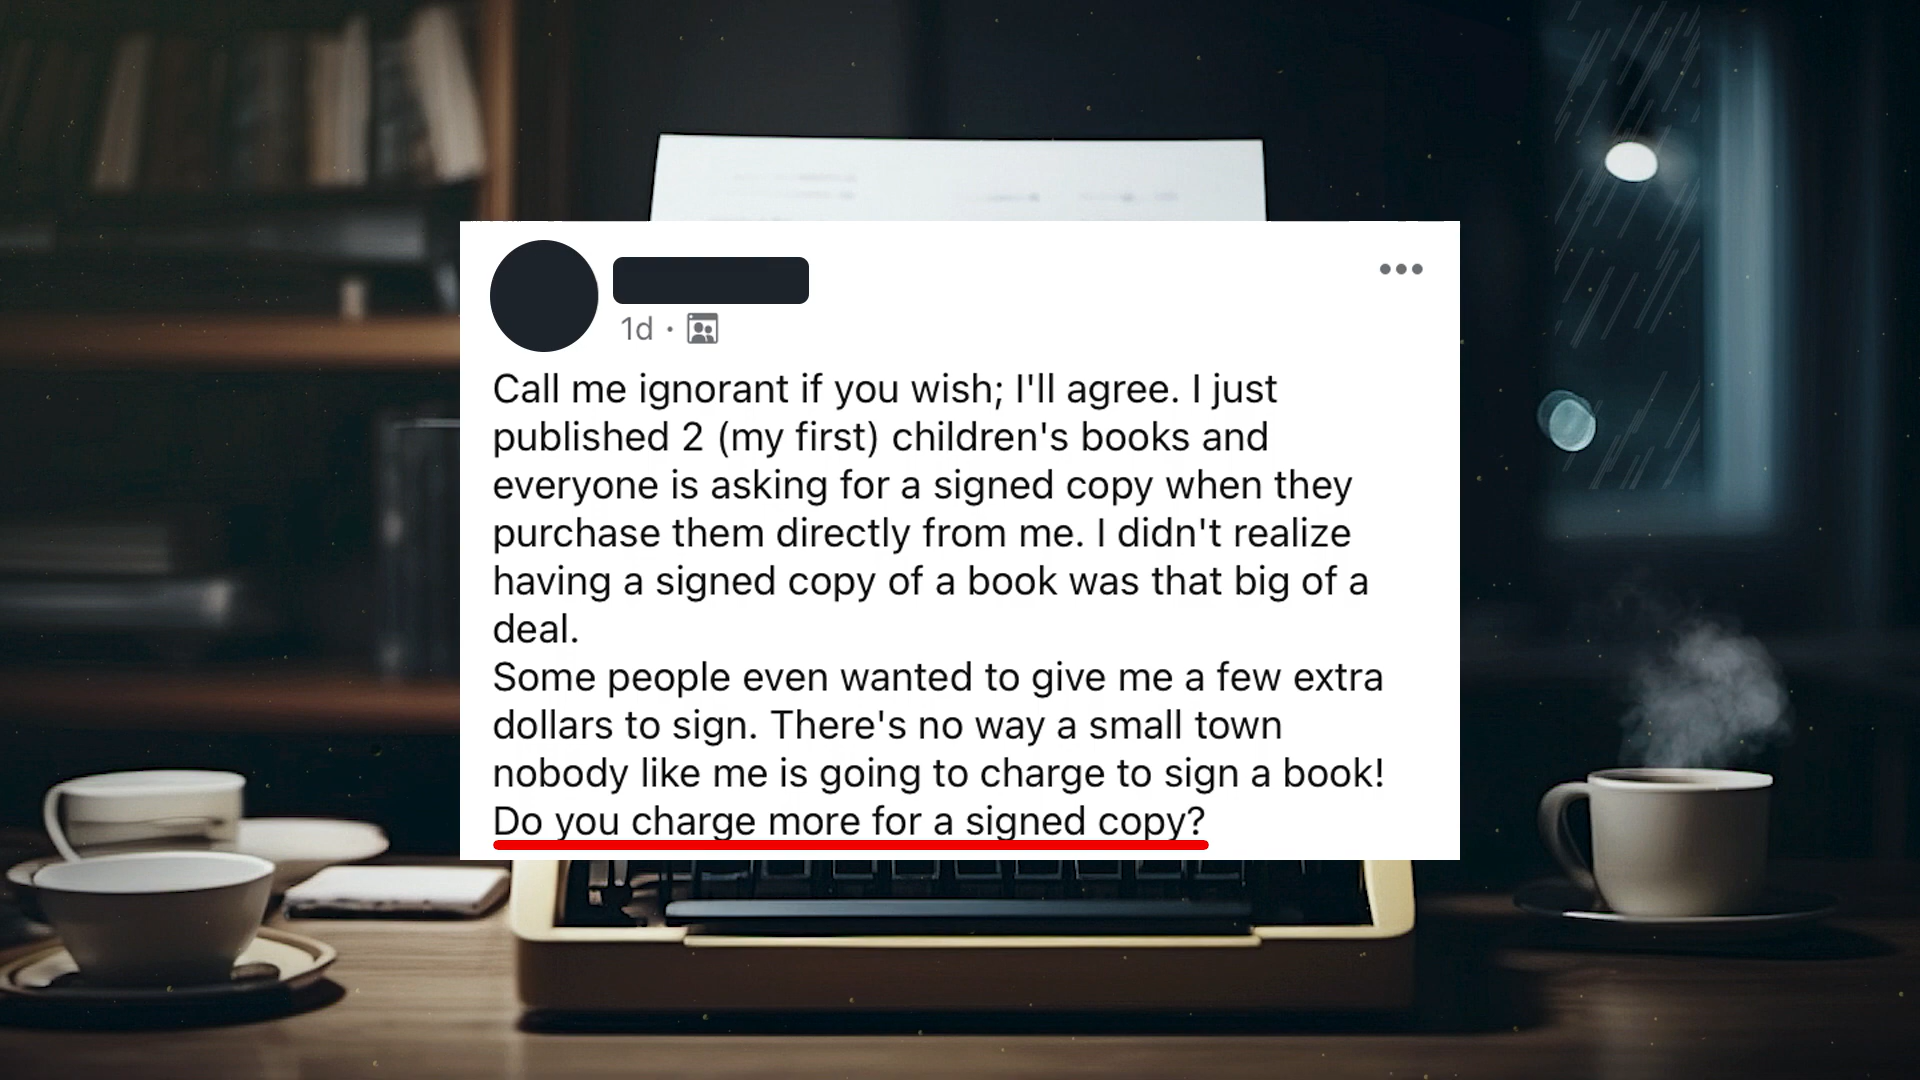 1d ·
Call me ignorant if you wish; I'll agree. I just
published 2 (my first) children's books and
everyone is asking for a signed copy when they
purchase them directly from me. I didn't realize
having a signed copy of a book was that big of a
deal.
Some people even wanted to give me a few extra
dollars to sign. There's no way a small town
nobody like me is going to charge to sign a book!
Do you charge more for a signed copy?